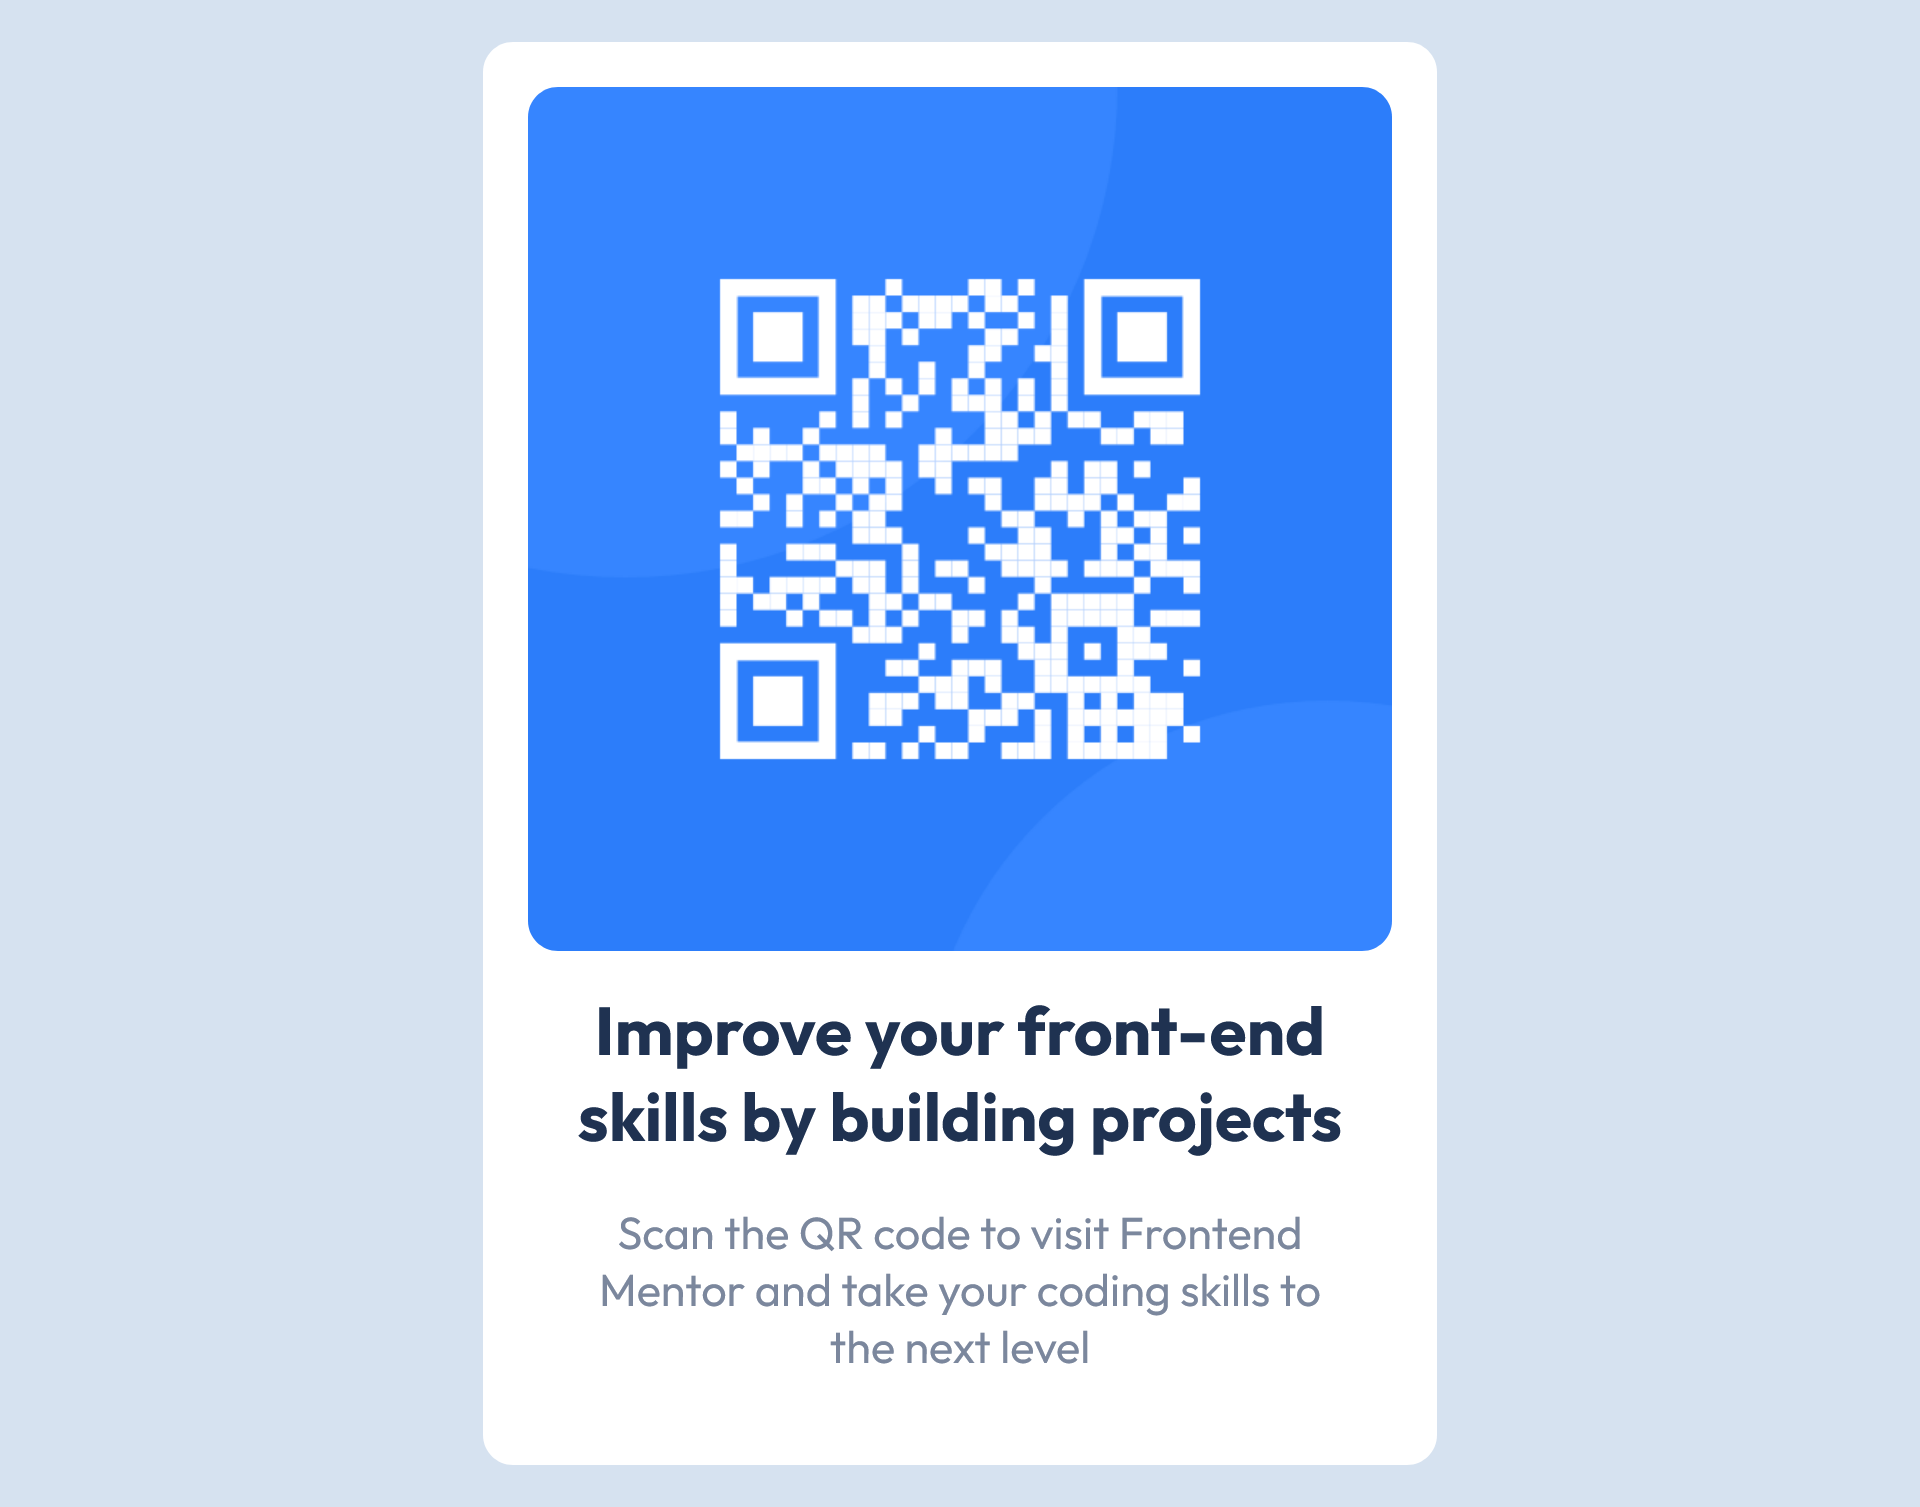 Improve your front-end
skills by building projects
Scan the QR code to visit Frontend
Mentor and take your coding skills to
the next level